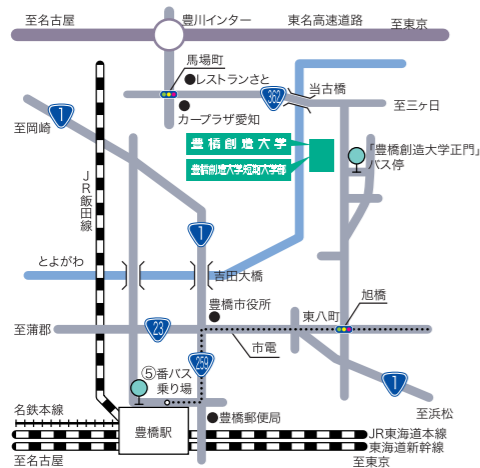 至名古屋
豊川インター
東名高速道路
至東京
馬場町
レストランさと
362
当古橋
至三ヶ日
カープラザ愛知
1
至岡崎
豊橋創造大学
豊橋創造大学短期大学部
「豊橋創造大学正門」
バス停
JR飯田線
1
とよがわ
吉田大橋
豊橋市役所
旭橋
東八町
至蒲郡
23
市電
259
⑤番バス
乗り場
1
至浜松
名鉄本線
豊橋郵便局
豊橋駅
JR東海道本線
東海道新幹線
至名古屋
至東京